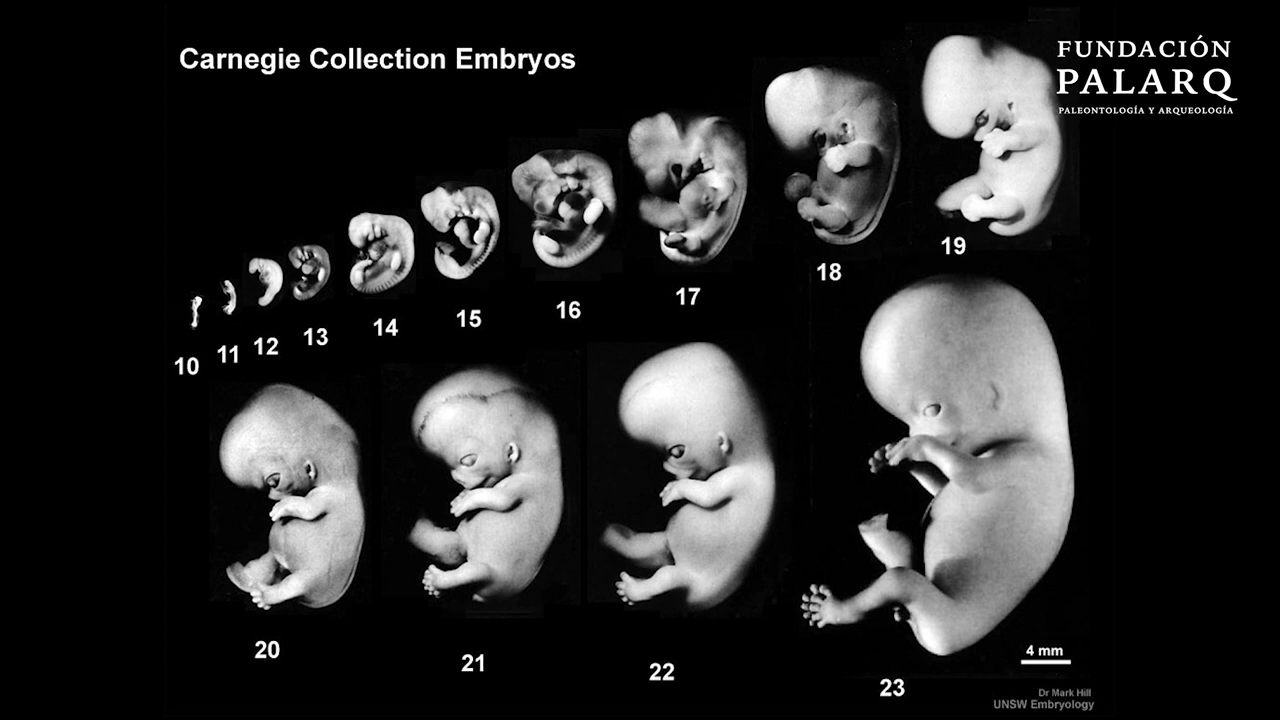 Carnegie Collection Embryos
FUNDACIÓN
PALARQ
PALEONTOLOGÍA Y ARQUEOLOGÍA
10
11
12
13
14
15
16
17
18
19
20
21
22
23
4 mm
Dr Mark Hill
UNSW Embryology